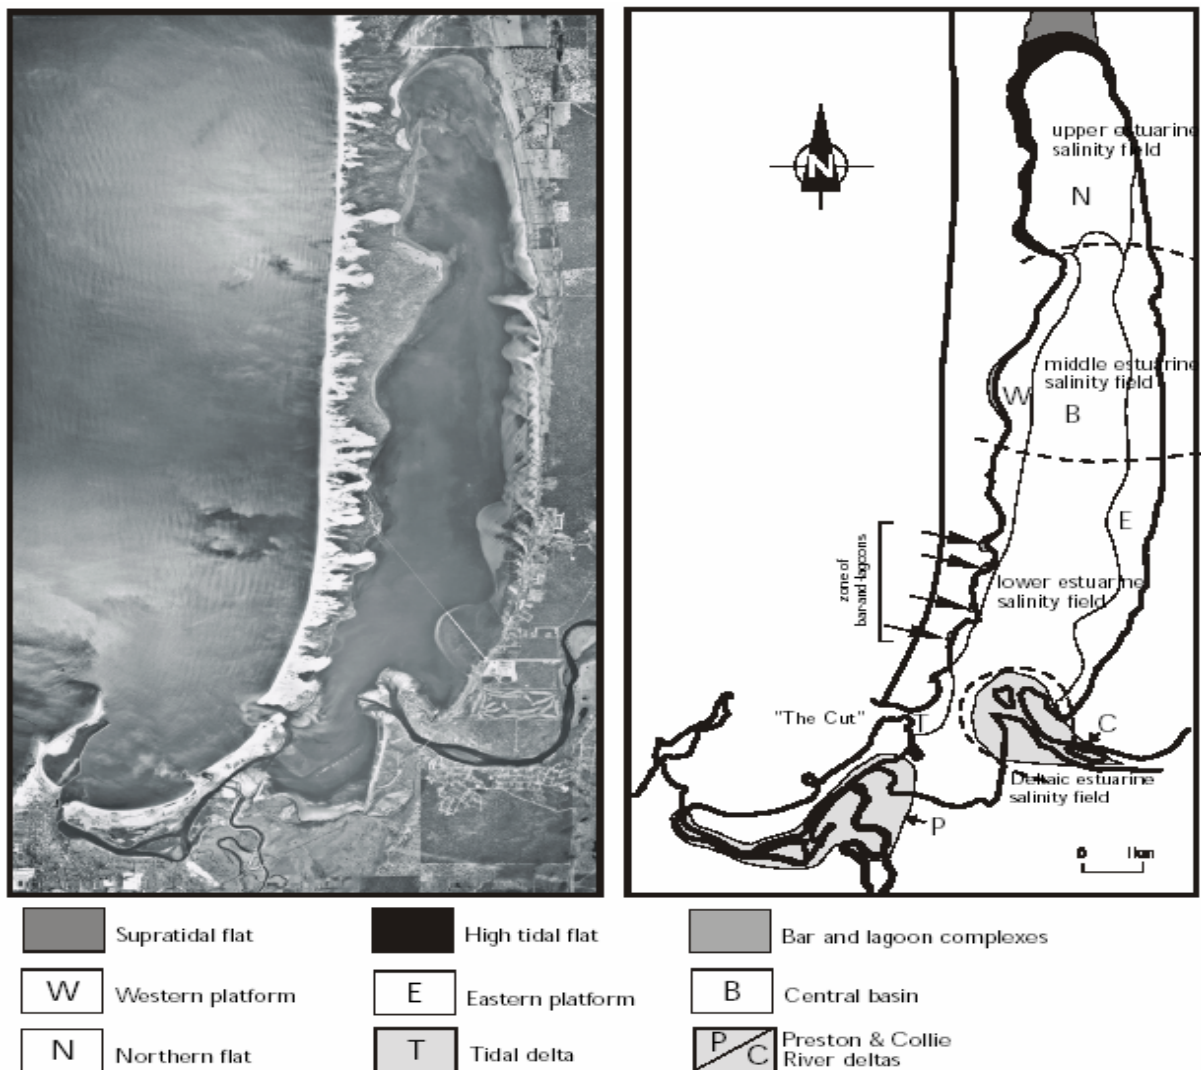 upper estuarine
salinity field
N
N
middle estuarine
salinity field
W
B
E
zone of
bar-and-lagoons
lower estuarine
salinity field
"The Cut"
T
C
Deltaic estuarine
salinity field
P
0 1km
Supratidal flat
High tidal flat
Bar and lagoon complexes
W Western platform
E Eastern platform
B Central basin
N Northern flat
T Tidal delta
P C Preston & Collie
River deltas